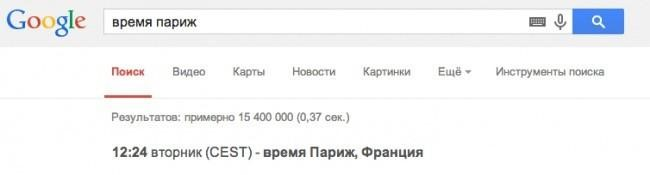 Google время париж
Поиск Видео Карты Новости Картинки Ещё Инструменты поиска
Результатов: примерно 15 400 000 (0,37 сек.)
12:24 вторник (CEST) - время Париж, Франция